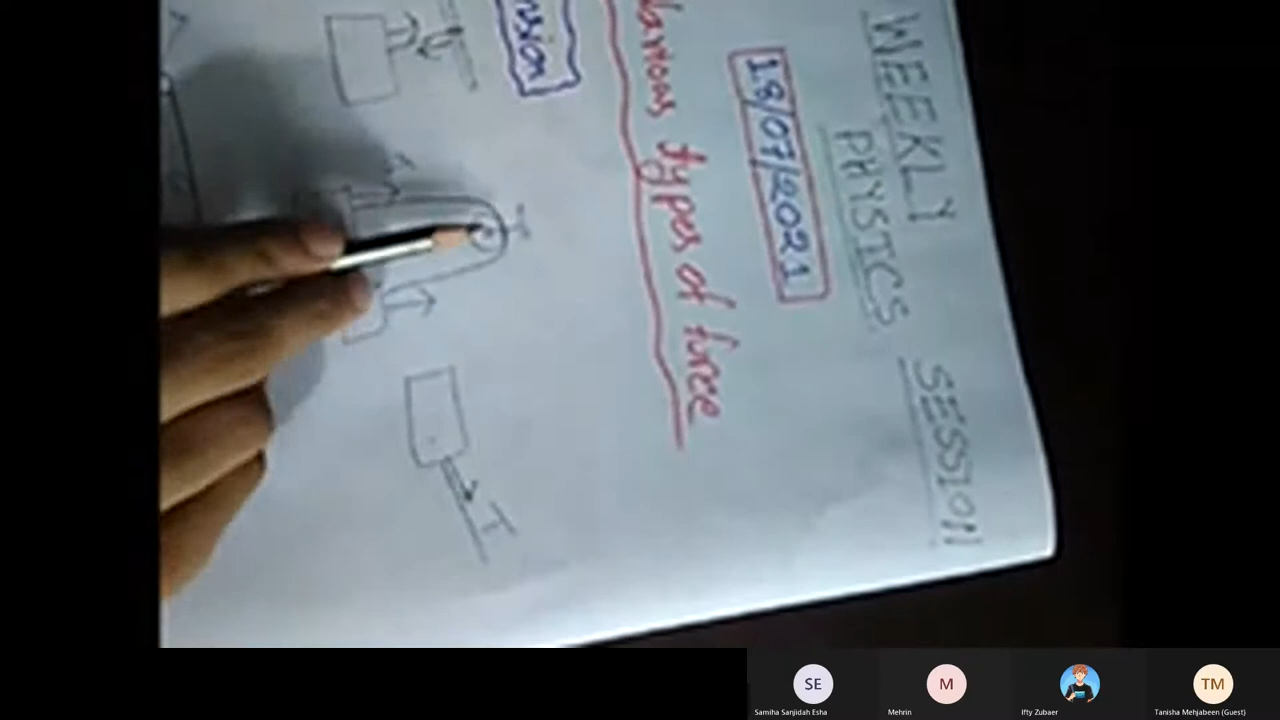 WEEKLY
PHYSICS SESSION
18/07/2021
types of force
T
SE
M
TM
Samiha Sanjidah Esha
Mehrin
Ifty Zubaer
Tanisha Mehjabeen (Guest)